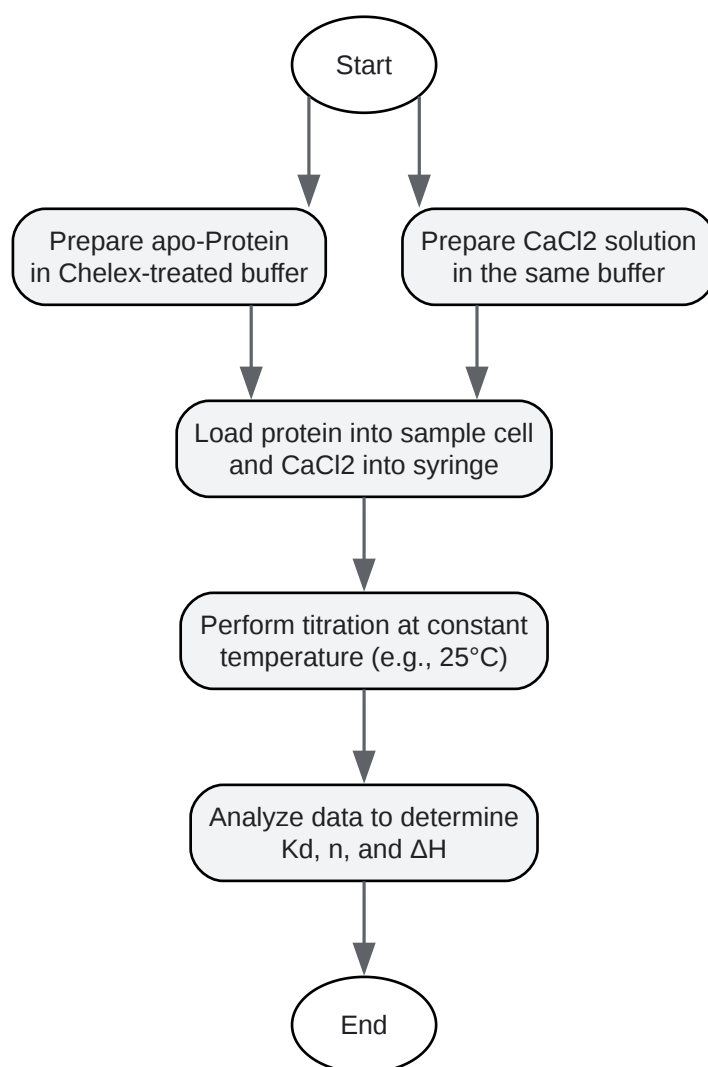 Start
Prepare apo-Protein
in Chelex-treated buffer
Prepare CaCl2 solution
in the same buffer
Load protein into sample cell
and CaCl2 into syringe
Perform titration at constant
temperature (e.g., 25°C)
Analyze data to determine
Kd, n, and ΔH
End